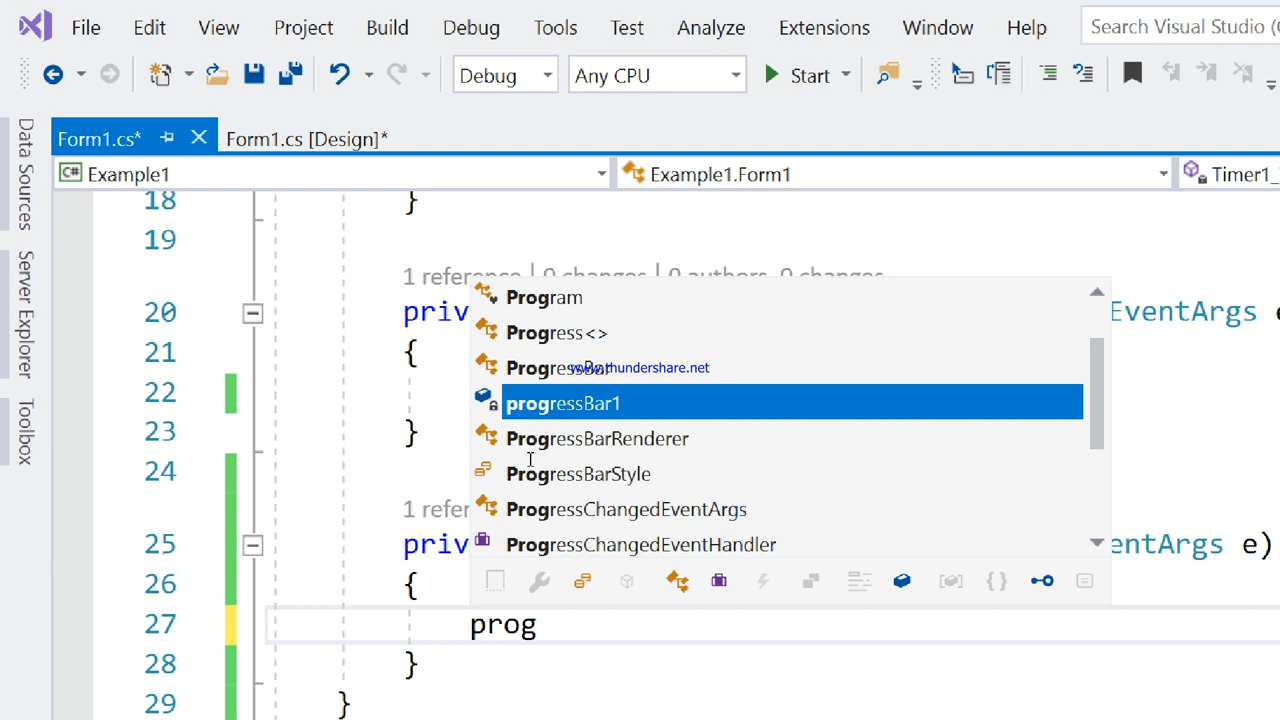 File Edit View Project Build Debug Tools Test Analyze Extensions Window Help Search Visual Studio (
Debug Any CPU Start
Form1.cs* Form1.cs [Design]*
C# Example1 Example1.Form1 Timer1_
Data Sources
Server Explorer
Toolbox
18 }
19
1 reference | 0 changes | 0 authors, 0 changes
20 priv EventArgs e
21 {
22
23 }
24
1 refer
25 priv entArgs e)
26 {
27 prog
28 }
29 }
Program
Progress<>
ProgressBar
www.thundershare.net
progressBar1
ProgressBarRenderer
ProgressBarStyle
ProgressChangedEventArgs
ProgressChangedEventHandler